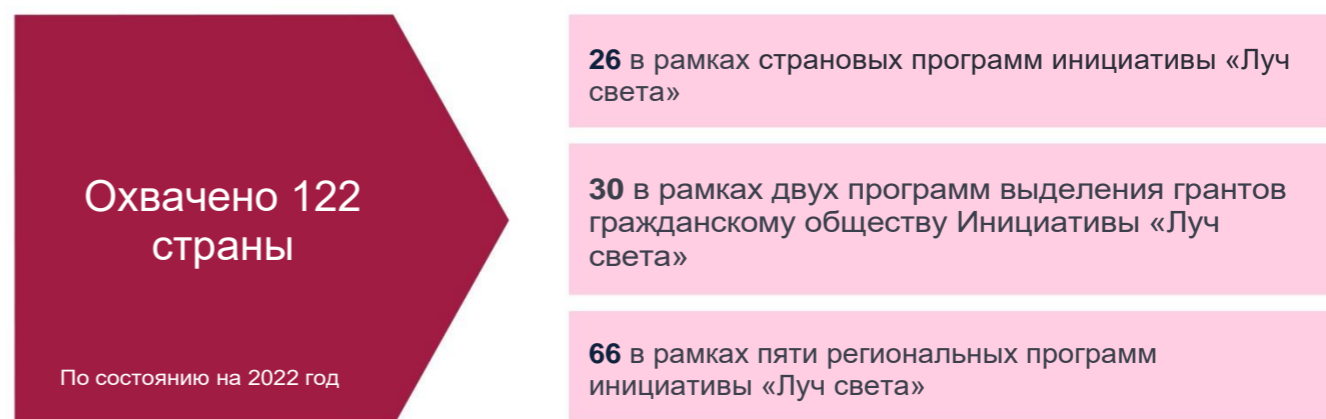 Охвачено 122
страны
По состоянию на 2022 год
26 в рамках страновых программ инициативы «Луч
света»
30 в рамках двух программ выделения грантов
гражданскому обществу Инициативы «Луч
света»
66 в рамках пяти региональных программ
инициативы «Луч света»